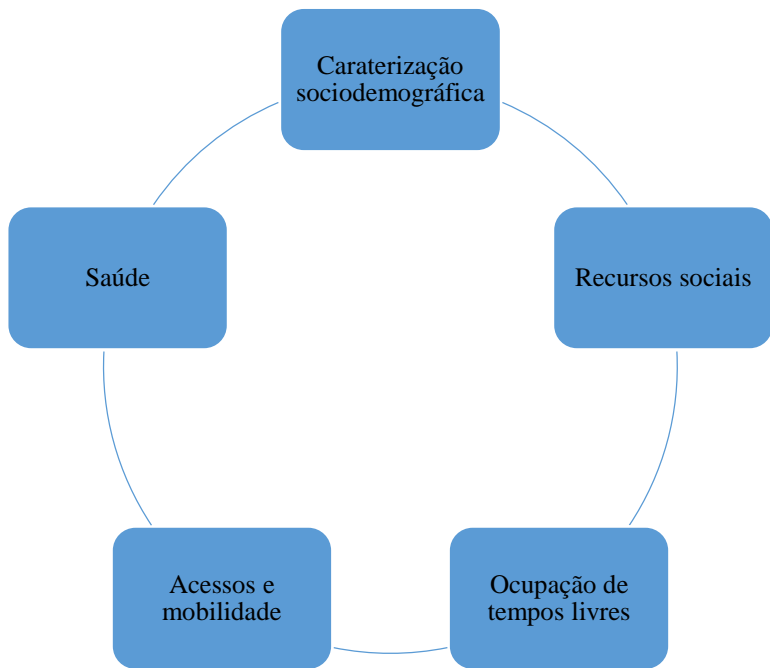 Caraterização
sociodemográfica
Recursos sociais
Ocupação de
tempos livres
Acessos e
mobilidade
Saúde